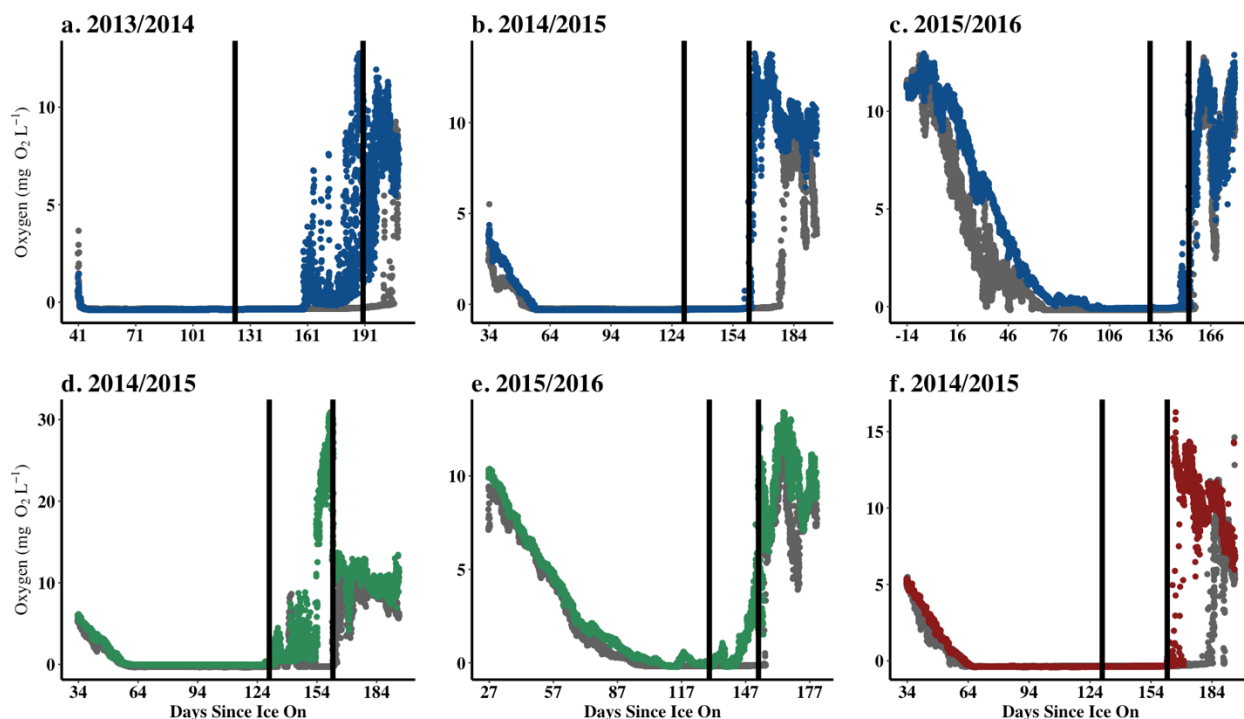 a. 2013/2014
b. 2014/2015
c. 2015/2016
Oxygen (mg O₂ L⁻¹)
10
5
0
41 71 101 131 161 191
10
5
0
34 64 94 124 154 184
10
5
0
-14 16 46 76 106 136 166
d. 2014/2015
e. 2015/2016
f. 2014/2015
Oxygen (mg O₂ L⁻¹)
30
20
10
0
34 64 94 124 154 184
Days Since Ice On
10
5
0
27 57 87 117 147 177
Days Since Ice On
15
10
5
0
34 64 94 124 154 184
Days Since Ice On